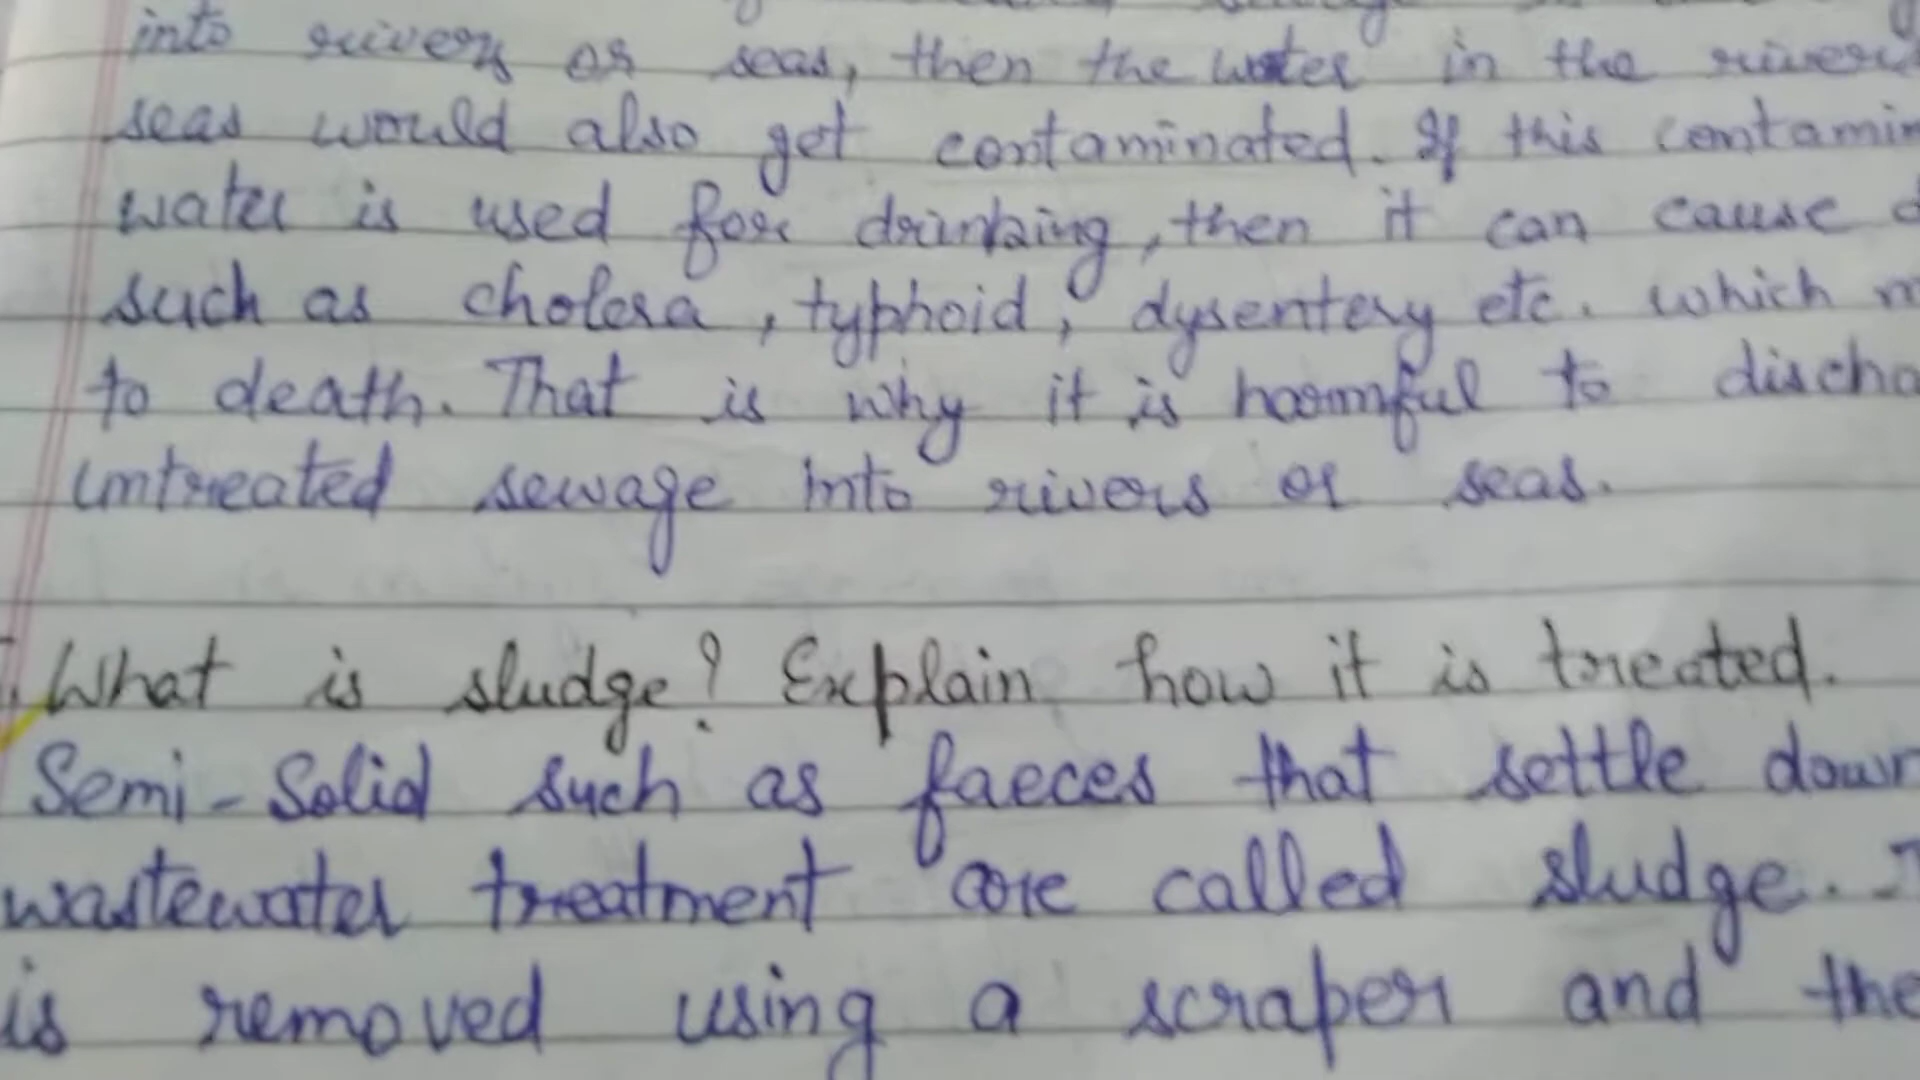 into rivers or seas, then the water in the rivers
seas would also get contaminated. If this contamin
water is used for drinking, then it can cause d
such as cholera, typhoid, dysentery etc. which m
to death. That is why it is harmful to discha
untreated sewage into rivers or seas.
What is sludge? Explain how it is treated.
Semi-Solid such as faeces that settle down
wastewater treatment are called sludge.
is removed using a scraper and the